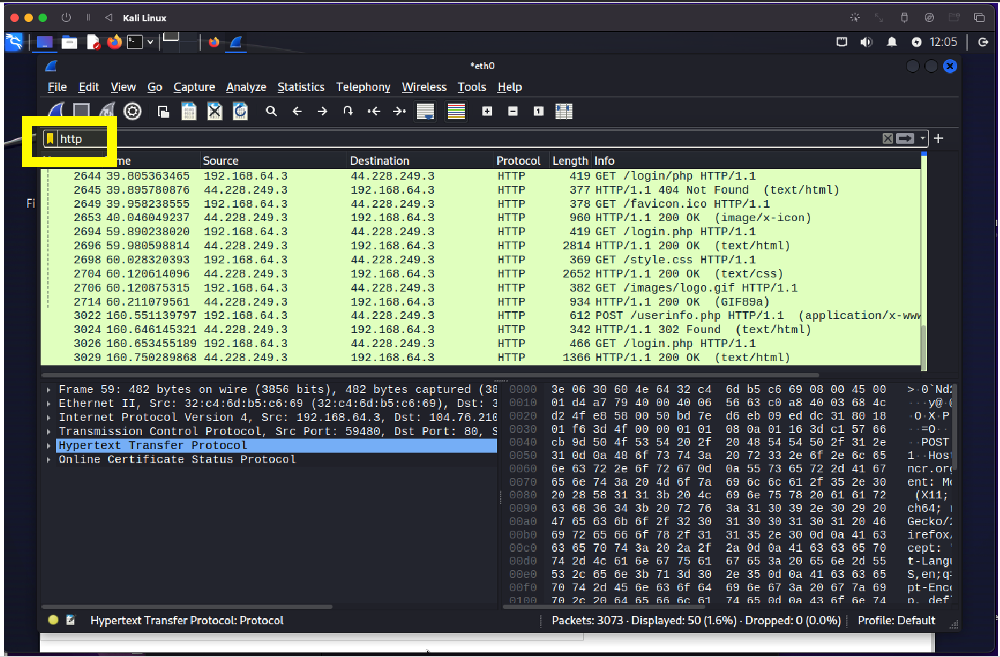 Kali Linux
12:05
*eth0
File Edit View Go Capture Analyze Statistics Telephony Wireless Tools Help
http
Source Destination Protocol Length Info
2644 39.805363465 192.168.64.3 44.228.249.3 HTTP 419 GET /login/php HTTP/1.1
2645 39.895780876 44.228.249.3 192.168.64.3 HTTP 377 HTTP/1.1 404 Not Found (text/html)
2649 39.958238555 192.168.64.3 44.228.249.3 HTTP 378 GET /favicon.ico HTTP/1.1
2653 40.046049237 44.228.249.3 192.168.64.3 HTTP 960 HTTP/1.1 200 OK (image/x-icon)
2694 59.890238020 192.168.64.3 44.228.249.3 HTTP 419 GET /login.php HTTP/1.1
2696 59.980598814 44.228.249.3 192.168.64.3 HTTP 2814 HTTP/1.1 200 OK (text/html)
2698 60.028320393 192.168.64.3 44.228.249.3 HTTP 369 GET /style.css HTTP/1.1
2704 60.120614096 44.228.249.3 192.168.64.3 HTTP 2652 HTTP/1.1 200 OK (text/css)
2706 60.120875315 192.168.64.3 44.228.249.3 HTTP 382 GET /images/logo.gif HTTP/1.1
2714 60.211079561 44.228.249.3 192.168.64.3 HTTP 934 HTTP/1.1 200 OK (GIF89a)
3022 160.551139797 192.168.64.3 44.228.249.3 HTTP 612 POST /userinfo.php HTTP/1.1 (application/x-www
3024 160.646145321 44.228.249.3 192.168.64.3 HTTP 342 HTTP/1.1 302 Found (text/html)
3026 160.653455189 192.168.64.3 44.228.249.3 HTTP 466 GET /login.php HTTP/1.1
3029 160.750289868 44.228.249.3 192.168.64.3 HTTP 1366 HTTP/1.1 200 OK (text/html)
Frame 59: 482 bytes on wire (3856 bits), 482 bytes captured (38
Ethernet II, Src: 32:c4:6d:b5:c6:69 (32:c4:6d:b5:c6:69), Dst: 3
Internet Protocol Version 4, Src: 192.168.64.3, Dst: 104.76.210
Transmission Control Protocol, Src Port: 59480, Dst Port: 80, S
Hypertext Transfer Protocol
Online Certificate Status Protocol
0000 3e 06 30 60 4e 64 32 c4 6d b5 c6 69 08 00 45 00
0010 01 d4 a7 79 40 00 40 06 56 63 c0 a8 40 03 68 4c
0020 d2 4f e8 58 00 50 bd 7e d6 eb 09 ed dc 31 80 18
0030 01 f6 3d 4f 00 00 01 01 08 0a 01 16 3d c1 57 66
0040 cb 9d 50 4f 53 54 20 2f 20 48 54 54 50 2f 31 2e
0050 31 0d 0a 48 6f 73 74 3a 20 72 33 2e 6f 2e 6c 65
0060 6e 63 72 2e 6f 72 67 0d 0a 55 73 65 72 2d 41 67
0070 65 6e 74 3a 20 4d 6f 7a 69 6c 6c 61 2f 35 2e 30
0080 20 28 58 31 31 3b 20 4c 69 6e 75 78 20 61 61 72
0090 63 68 36 34 3b 20 72 76 3a 31 30 39 2e 30 29 20
00a0 47 65 63 6b 6f 2f 32 30 31 30 30 31 30 31 20 46
00b0 69 72 65 66 6f 78 2f 31 31 35 2e 30 0d 0a 41 63
00c0 63 65 70 74 3a 20 2a 2f 2a 0d 0a 41 63 63 65 70
00d0 74 2d 4c 61 6e 67 75 61 67 65 3a 20 65 6e 2d 55
00e0 53 2c 65 6e 3b 71 3d 30 2e 35 0d 0a 41 63 63 65
00f0 70 74 2d 45 6e 63 6f 64 69 6e 67 3a 20 67 7a 69
0100 70 2c 20 64 65 66 6c 61 74 65 0d 0a 43 6f 6e 74
Hypertext Transfer Protocol: Protocol
Packets: 3073 · Displayed: 50 (1.6%) · Dropped: 0 (0.0%)
Profile: Default